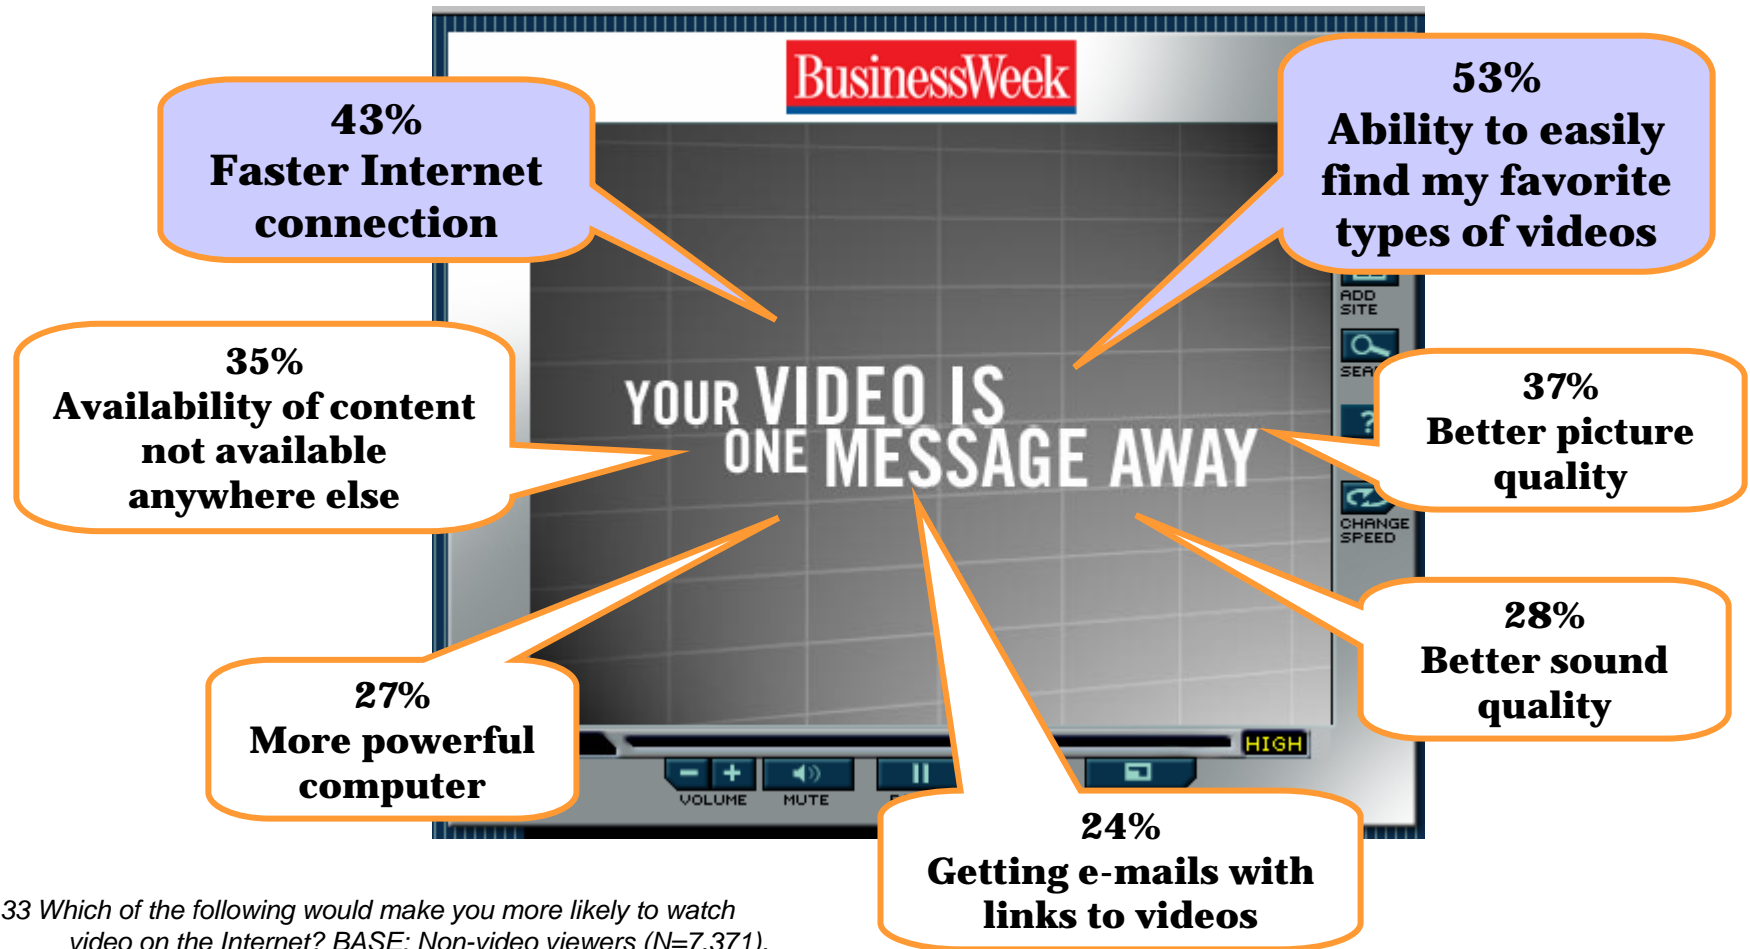 BusinessWeek
43%
Faster Internet
connection
53%
Ability to easily
find my favorite
types of videos
35%
Availability of content
not available
anywhere else
YOUR VIDEO IS
ONE MESSAGE AWAY
ADD
SITE
37%
Better picture
quality
CHANGE
SPEED
28%
Better sound
quality
27%
More powerful
computer
HIGH
VOLUME
MUTE
24%
Getting e-mails with
links to videos
33 Which of the following would make you more likely to watch
video on the Internet? BASE: Non-video viewers (N=7,371).